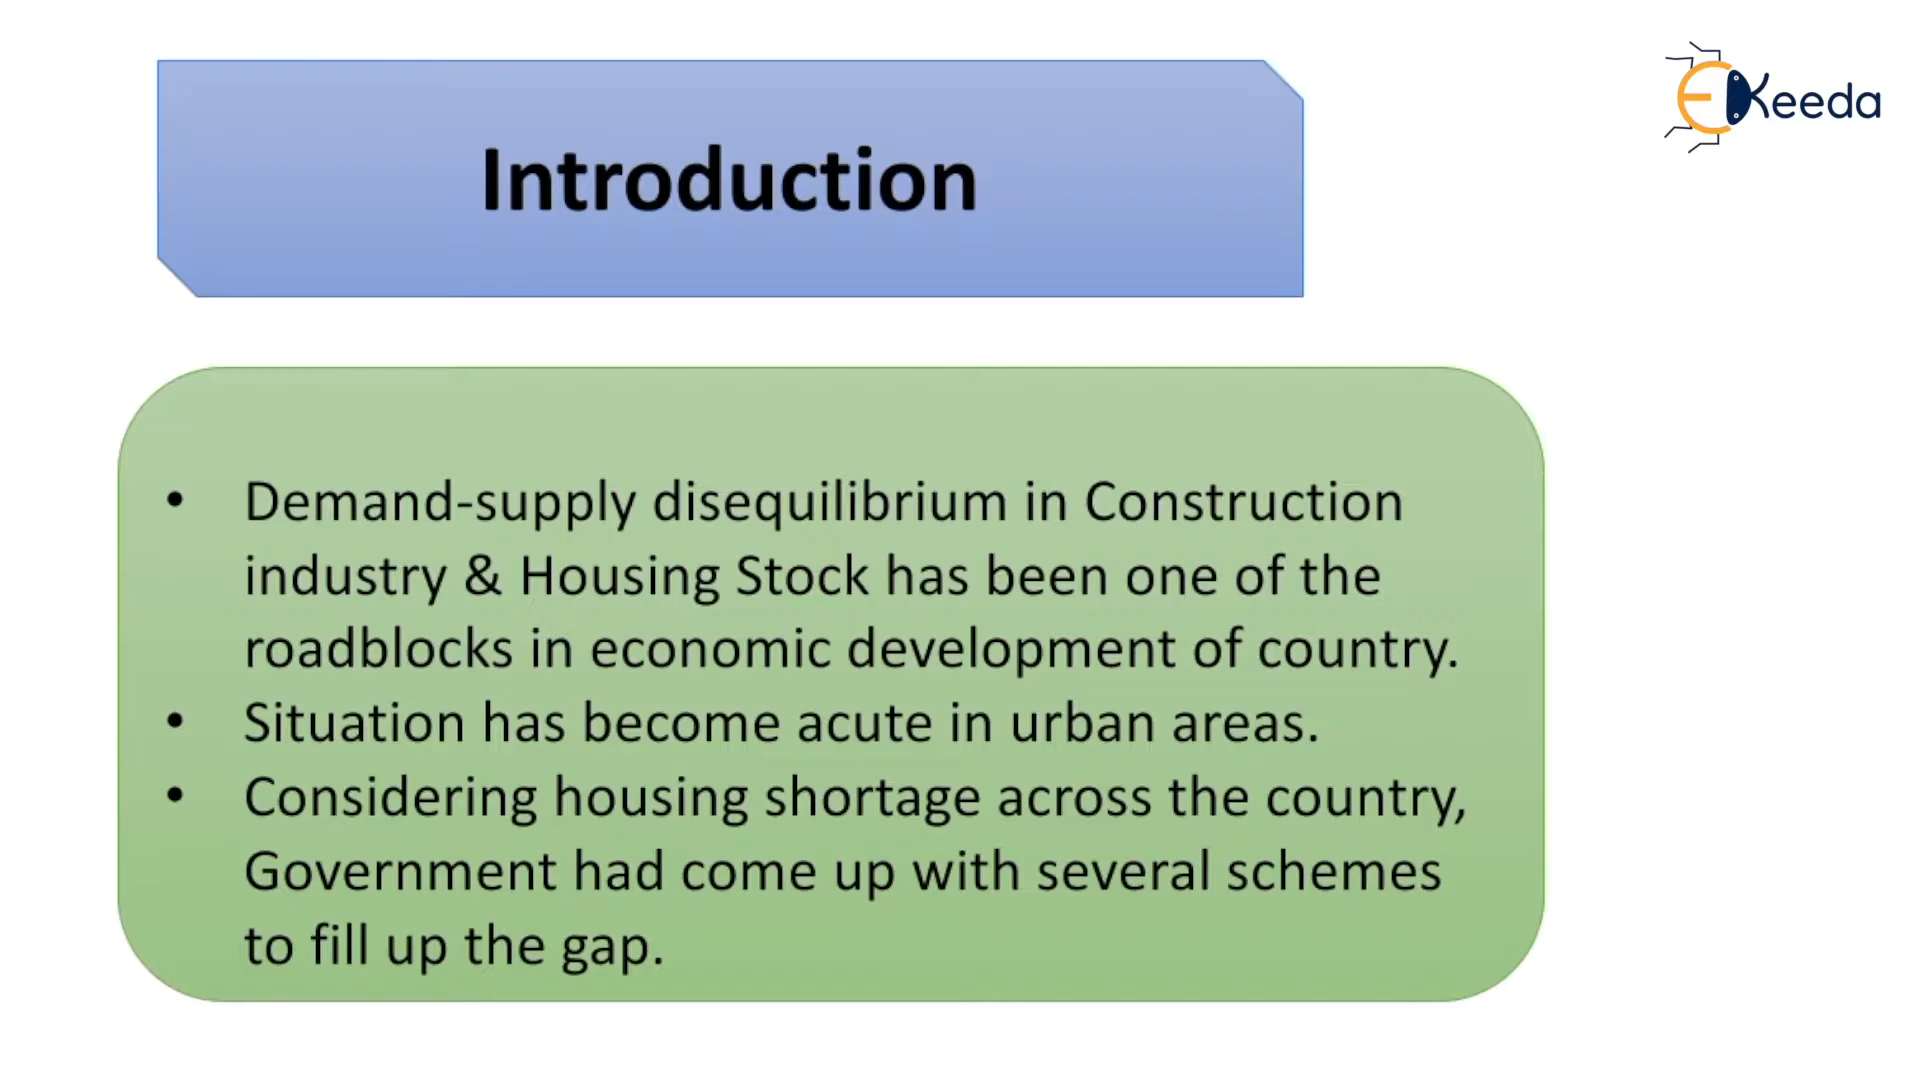 EKeeda
Introduction
• Demand-supply disequilibrium in Construction
industry & Housing Stock has been one of the
roadblocks in economic development of country.
• Situation has become acute in urban areas.
• Considering housing shortage across the country,
Government had come up with several schemes
to fill up the gap.